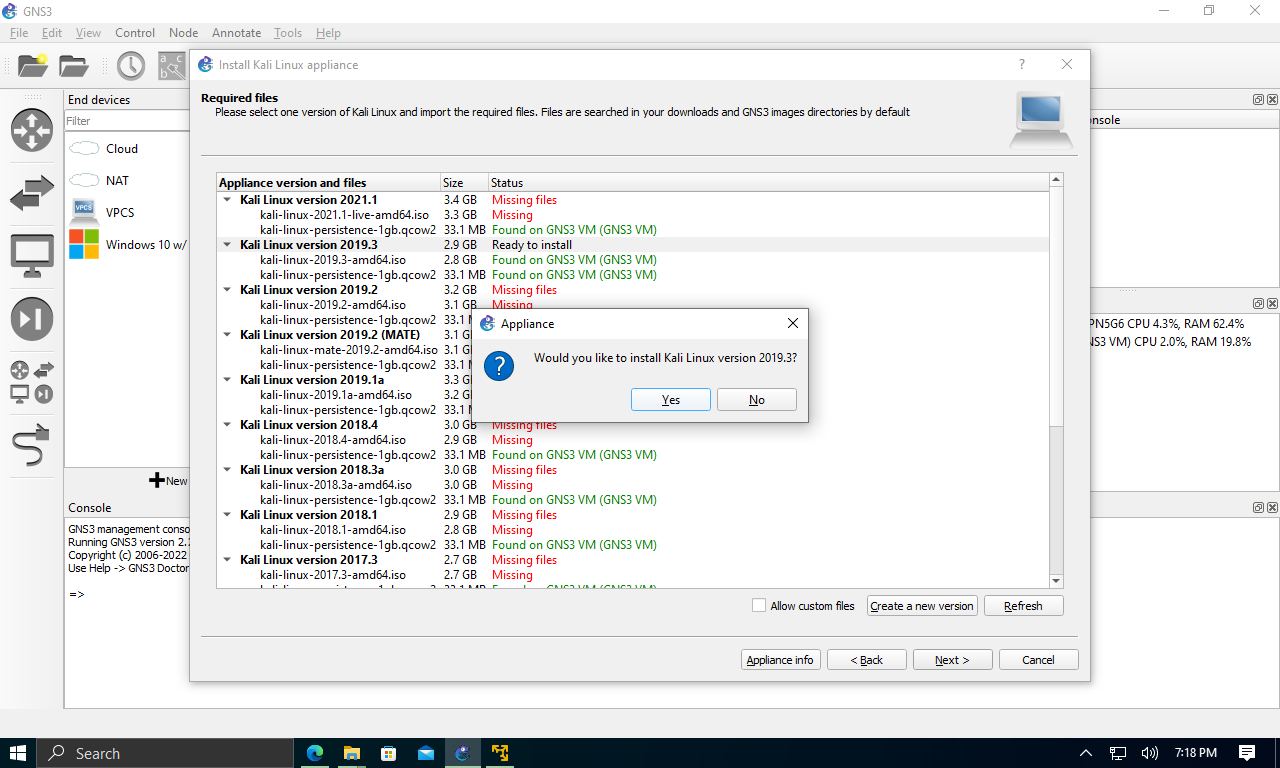 GNS3
File Edit View Control Node Annotate Tools Help
Install Kali Linux appliance ?
Required files
Please select one version of Kali Linux and import the required files. Files are searched in your downloads and GNS3 images directories by default
End devices
Filter
Cloud
NAT
VPCS
VPCS
Windows 10 w/
New
Appliance version and files Size Status
Kali Linux version 2021.1 3.4 GB Missing files
kali-linux-2021.1-live-amd64.iso 3.3 GB Missing
kali-linux-persistence-1gb.qcow2 33.1 MB Found on GNS3 VM (GNS3 VM)
Kali Linux version 2019.3 2.9 GB Ready to install
kali-linux-2019.3-amd64.iso 2.8 GB Found on GNS3 VM (GNS3 VM)
kali-linux-persistence-1gb.qcow2 33.1 MB Found on GNS3 VM (GNS3 VM)
Kali Linux version 2019.2 3.2 GB Missing files
kali-linux-2019.2-amd64.iso 3.1 GB Missing
kali-linux-persistence-1gb.qcow2 33.1
Kali Linux version 2019.2 (MATE) 3.1 G
kali-linux-mate-2019.2-amd64.iso 3.1 G
kali-linux-persistence-1gb.qcow2 33.1
Kali Linux version 2019.1a 3.3 G
kali-linux-2019.1a-amd64.iso 3.2 G
kali-linux-persistence-1gb.qcow2 33.1
Kali Linux version 2018.4 3.0 GB Missing files
kali-linux-2018.4-amd64.iso 2.9 GB Missing
kali-linux-persistence-1gb.qcow2 33.1 MB Found on GNS3 VM (GNS3 VM)
Kali Linux version 2018.3a 3.0 GB Missing files
kali-linux-2018.3a-amd64.iso 3.0 GB Missing
kali-linux-persistence-1gb.qcow2 33.1 MB Found on GNS3 VM (GNS3 VM)
Kali Linux version 2018.1 2.9 GB Missing files
kali-linux-2018.1-amd64.iso 2.8 GB Missing
kali-linux-persistence-1gb.qcow2 33.1 MB Found on GNS3 VM (GNS3 VM)
Kali Linux version 2017.3 2.7 GB Missing files
kali-linux-2017.3-amd64.iso 2.7 GB Missing
kali-linux-persistence-1gb.qcow2 33.1 MB Found on GNS3 VM (GNS3 VM)
Appliance
Would you like to install Kali Linux version 2019.3?
Yes No
Allow custom files Create a new version Refresh
Appliance info < Back Next > Cancel
onsole
PN5G6 CPU 4.3%, RAM 62.4%
NS3 VM) CPU 2.0%, RAM 19.8%
Console
GNS3 management conso
Running GNS3 version 2.
Copyright (c) 2006-2022
Use Help -> GNS3 Doctor
=>
Search
7:18 PM